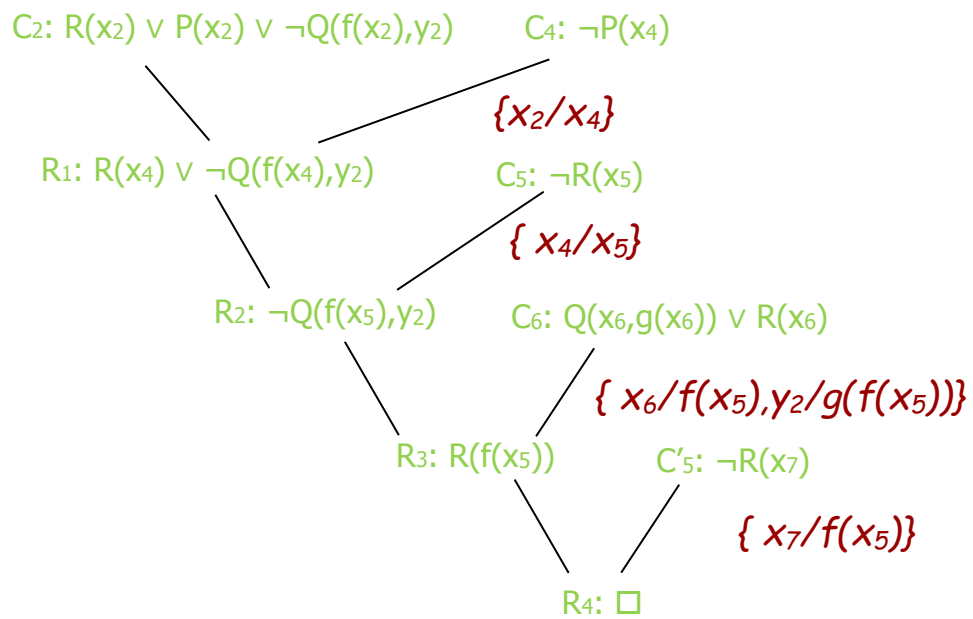 C₂: R(x₂) ∨ P(x₂) ∨ ¬Q(f(x₂),y₂) C₄: ¬P(x₄)
{x₂/x₄}
R₁: R(x₄) ∨ ¬Q(f(x₄),y₂) C₅: ¬R(x₅)
{ x₄/x₅}
R₂: ¬Q(f(x₅),y₂) C₆: Q(x₆,g(x₆)) ∨ R(x₆)
{ x₆/f(x₅),y₂/g(f(x₅))}
R₃: R(f(x₅)) C’₅: ¬R(x₇)
{ x₇/f(x₅)}
R₄: □